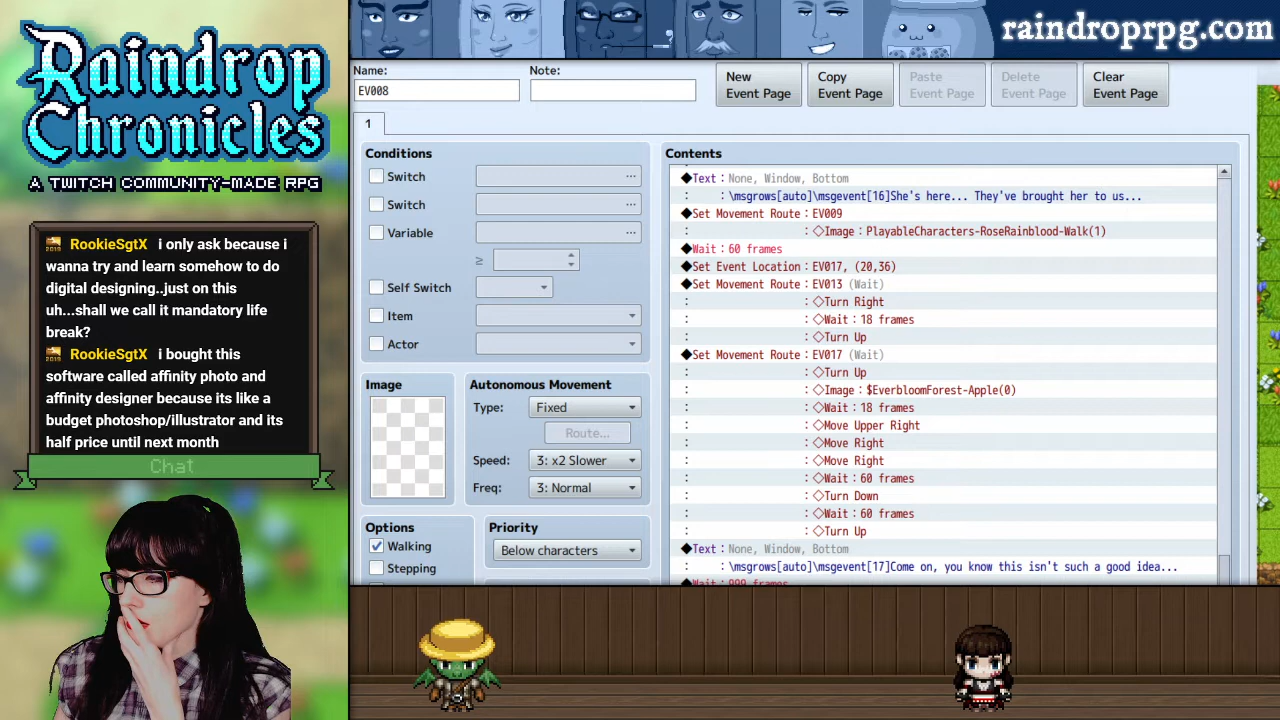 Raindrop
Chronicles
A TWITCH COMMUNITY-MADE RPG
RookieSgtX i only ask because i
wanna try and learn somehow to do
digital designing..just on this
uh...shall we call it mandatory life
break?
RookieSgtX i bought this
software called affinity photo and
affinity designer because its like a
budget photoshop/illustrator and its
half price until next month
Chat
raindroprpg.com
Name:
EV008
Note:
New
Event Page
Copy
Event Page
Paste
Event Page
Delete
Event Page
Clear
Event Page
1
Conditions
Switch
...
Switch
...
Variable
...
≥
Self Switch
Item
Actor
Image
Autonomous Movement
Type: Fixed
Route...
Speed: 3: x2 Slower
Freq: 3: Normal
Options
Walking
Stepping
Priority
Below characters
Contents
◆Text：None, Window, Bottom
：\msgrows[auto]\msgevent[16]She's here... They've brought her to us...
◆Set Movement Route：EV009
：◇Image：PlayableCharacters-RoseRainblood-Walk(1)
◆Wait：60 frames
◆Set Event Location：EV017, (20,36)
◆Set Movement Route：EV013 (Wait)
：◇Turn Right
：◇Wait：18 frames
：◇Turn Up
◆Set Movement Route：EV017 (Wait)
：◇Turn Up
：◇Image：$EverbloomForest-Apple(0)
：◇Wait：18 frames
：◇Move Upper Right
：◇Move Right
：◇Move Right
：◇Wait：60 frames
：◇Turn Down
：◇Wait：60 frames
：◇Turn Up
◆Text：None, Window, Bottom
：\msgrows[auto]\msgevent[17]Come on, you know this isn't such a good idea...
◆Wait：999 frames